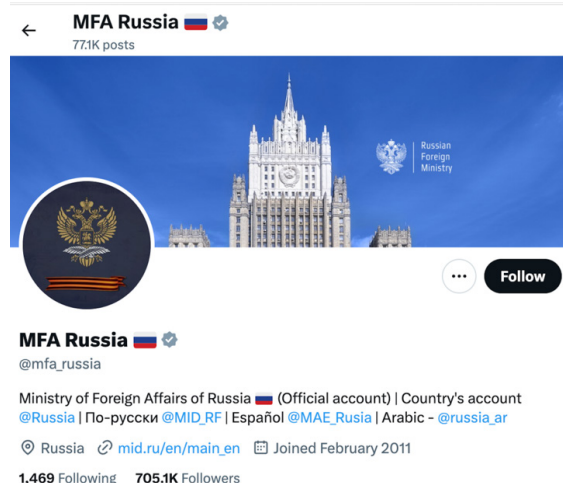 MFA Russia
77.1K posts
Russian
Foreign
Ministry
Follow
MFA Russia
@mfa_russia
Ministry of Foreign Affairs of Russia (Official account) | Country's account
@Russia | По-русски @MID_RF | Español @MAE_Rusia | Arabic - @russia_ar
Russia mid.ru/en/main_en Joined February 2011
1,469 Following 705.1K Followers